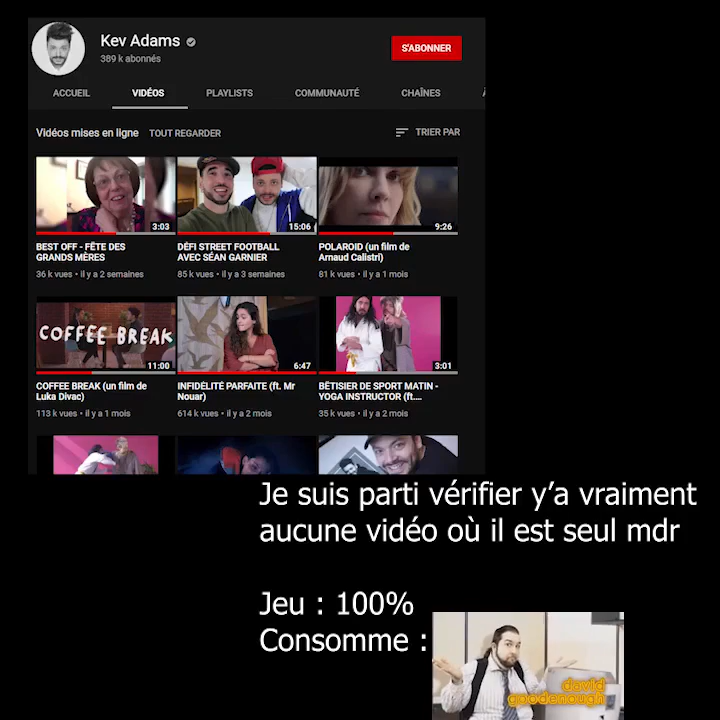 Kev Adams
389 k abonnés
S'ABONNER
ACCUEIL VIDÉOS PLAYLISTS COMMUNAUTÉ CHAÎNES
Vidéos mises en ligne TOUT REGARDER TRIER PAR
3:03 15:06 9:26
BEST OFF - FÊTE DES
GRANDS MÈRES
36 k vues • il y a 2 semaines
DÉFI STREET FOOTBALL
AVEC SÉAN GARNIER
85 k vues • il y a 3 semaines
POLAROID (un film de
Arnaud Calistri)
81 k vues • il y a 1 mois
COFFEE BREAK
11:00 6:47 3:01
COFFEE BREAK (un film de
Luka Divac)
113 k vues • il y a 1 mois
INFIDÉLITÉ PARFAITE (ft. Mr
Nouar)
614 k vues • il y a 2 mois
BÊTISIER DE SPORT MATIN -
YOGA INSTRUCTOR (ft....
35 k vues • il y a 2 mois
Je suis parti vérifier y'a vraiment
aucune vidéo où il est seul mdr
Jeu : 100%
Consomme :
david
goodenough